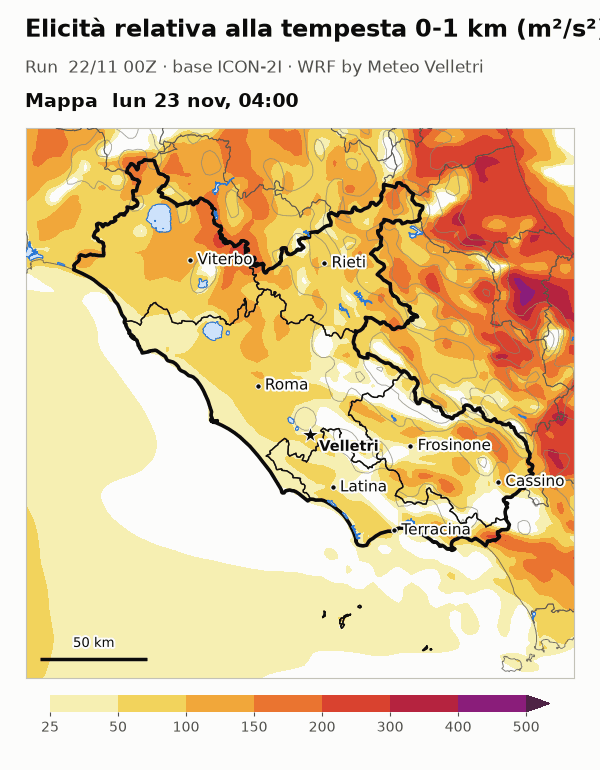 Elicità relativa alla tempesta 0-1 km (m²/s²)
Run 22/11 00Z · base ICON-2I · WRF by Meteo Velletri
Mappa lun 23 nov, 04:00
Viterbo
Rieti
Roma
Velletri
Frosinone
Cassino
Latina
Terracina
50 km
25 50 100 150 200 300 400 500